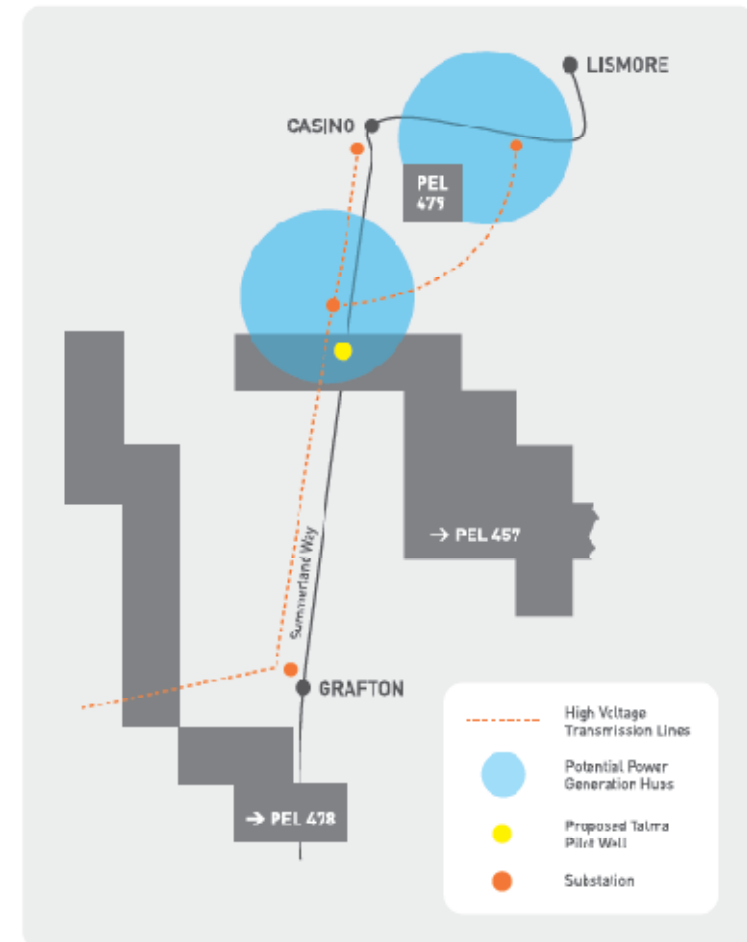 LISMORE
CASINO
PEL
479
→ PEL 457
Summerland Way
GRAFTON
→ PEL 478
High Voltage
Transmission Lines
Potential Power
Generation Hubs
Proposed Talma
Pilot Well
Substation